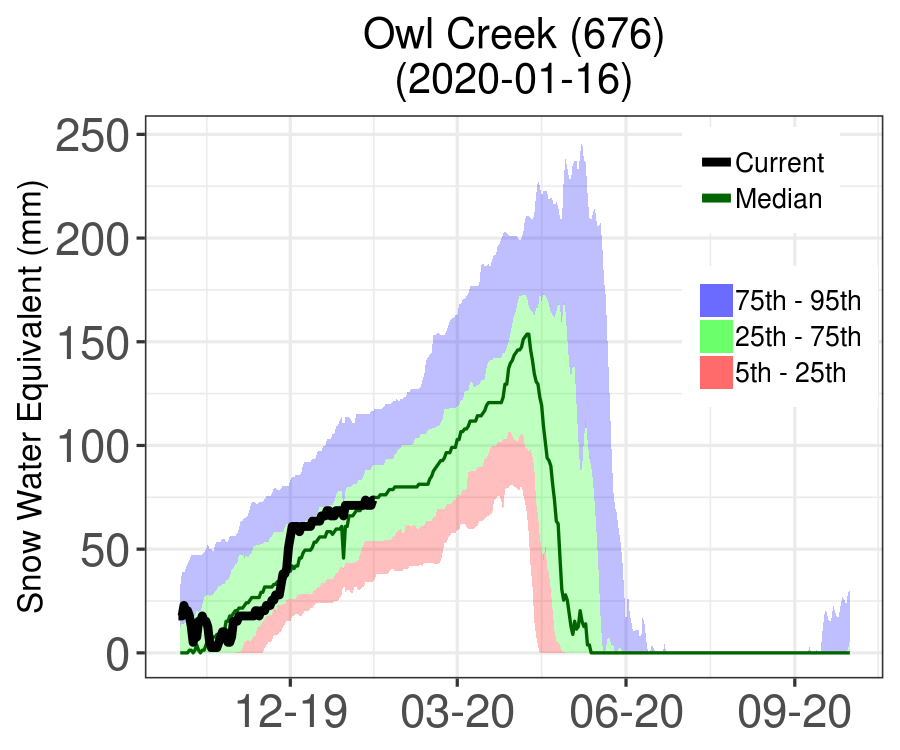 Owl Creek (676)
(2020-01-16)
Snow Water Equivalent (mm)
250
200
150
100
50
0
12-19
03-20
06-20
09-20
Current
Median
75th - 95th
25th - 75th
5th - 25th